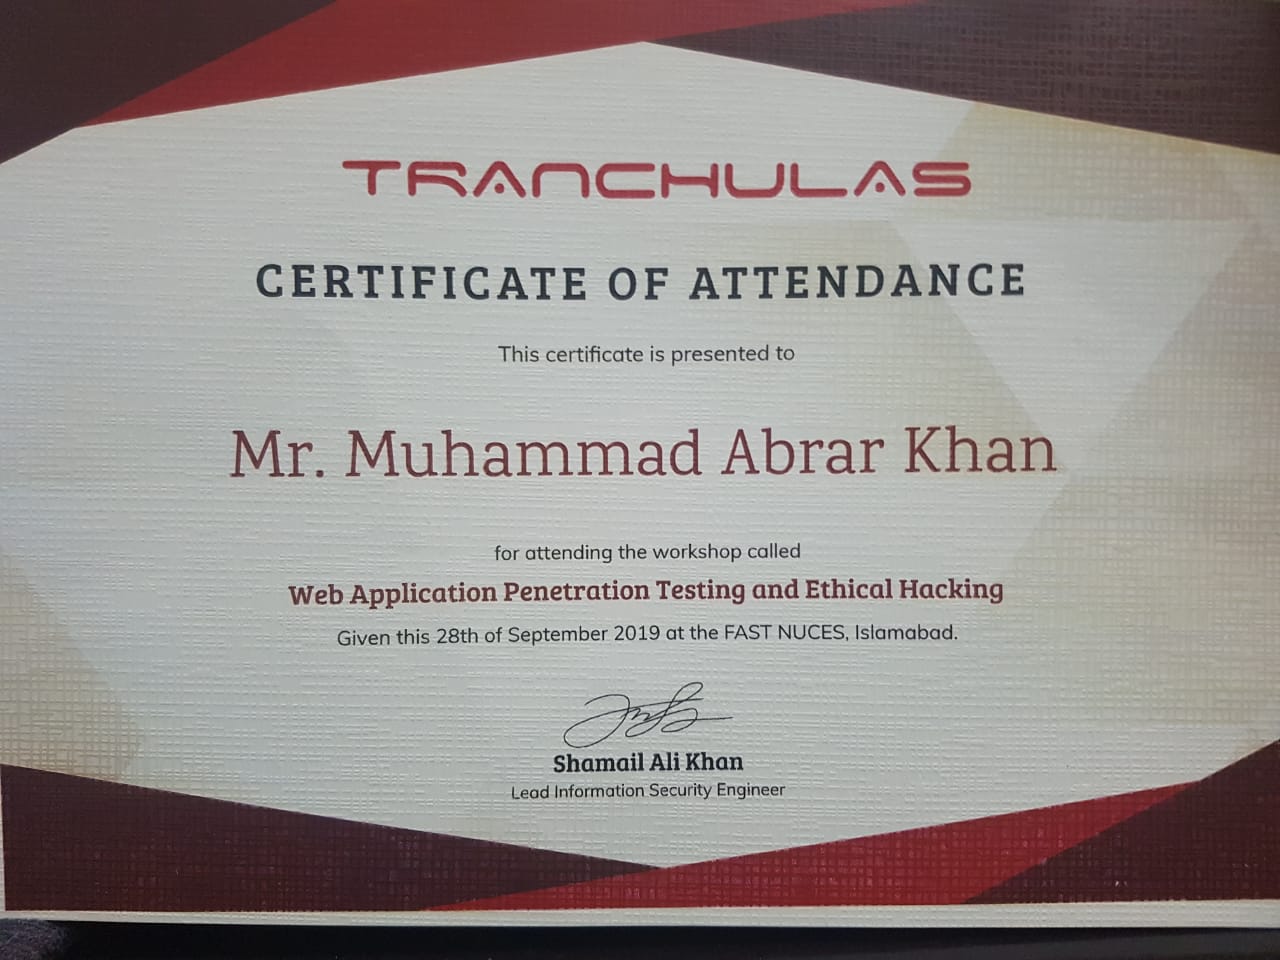 TRANCHULAS
CERTIFICATE OF ATTENDANCE
This certificate is presented to
Mr. Muhammad Abrar Khan
for attending the workshop called
Web Application Penetration Testing and Ethical Hacking
Given this 28th of September 2019 at the FAST NUCES, Islamabad.
Shamail Ali Khan
Lead Information Security Engineer